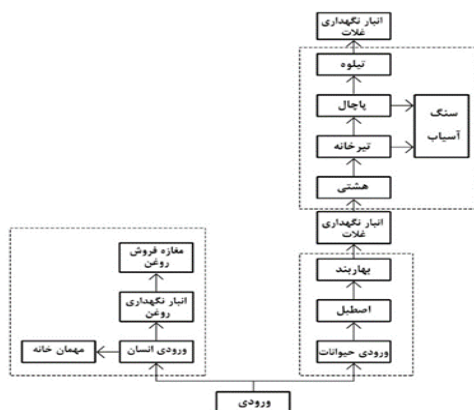 انبار نگهداری
غلات
تیلوه
پاچال
سنگ
آسیاب
تیرخانه
هشتی
انبار نگهداری
غلات
مغازه فروش
روغن
بهاربند
انبار نگهداری
روغن
اصطبل
مهمان خانه
ورودی انسان
ورودی حیوانات
ورودی